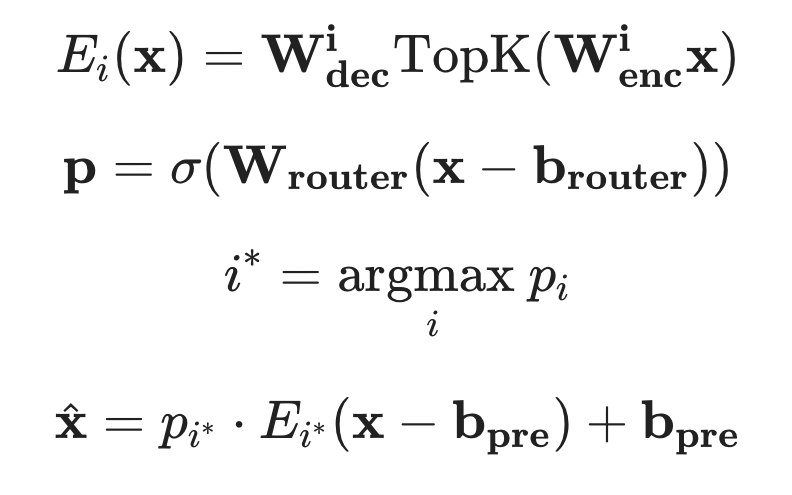 E_i(𝐱) = 𝐖^𝐢_𝐝𝐞𝐜 TopK(𝐖^𝐢_𝐞𝐧𝐜 𝐱)
𝐩 = σ(𝐖_𝐫𝐨𝐮𝐭𝐞𝐫(𝐱 − 𝐛_𝐫𝐨𝐮𝐭𝐞𝐫))
i* = argmax_i p_i
𝐱̂ = p_{i*} · E_{i*}(𝐱 − 𝐛_𝐩𝐫𝐞) + 𝐛_𝐩𝐫𝐞